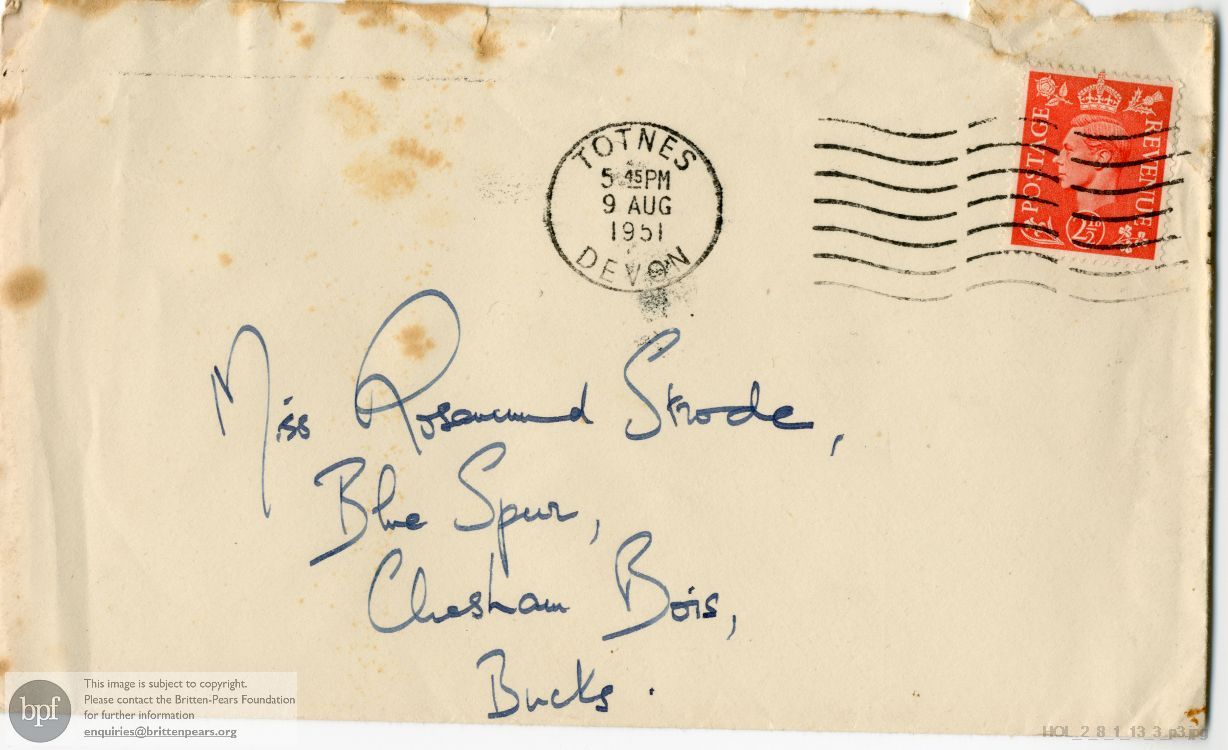 TOTNES
5 45PM
9 AUG
1951
DEVON
POSTAGE REVENUE
2½D
Miss Rosamund Strode,
Blue Spur,
Chesham Bois,
Bucks.
bpf
This image is subject to copyright.
Please contact the Britten-Pears Foundation
for further information
enquiries@brittenpears.org
HOL_2_8_1_13_3_p3.jpg